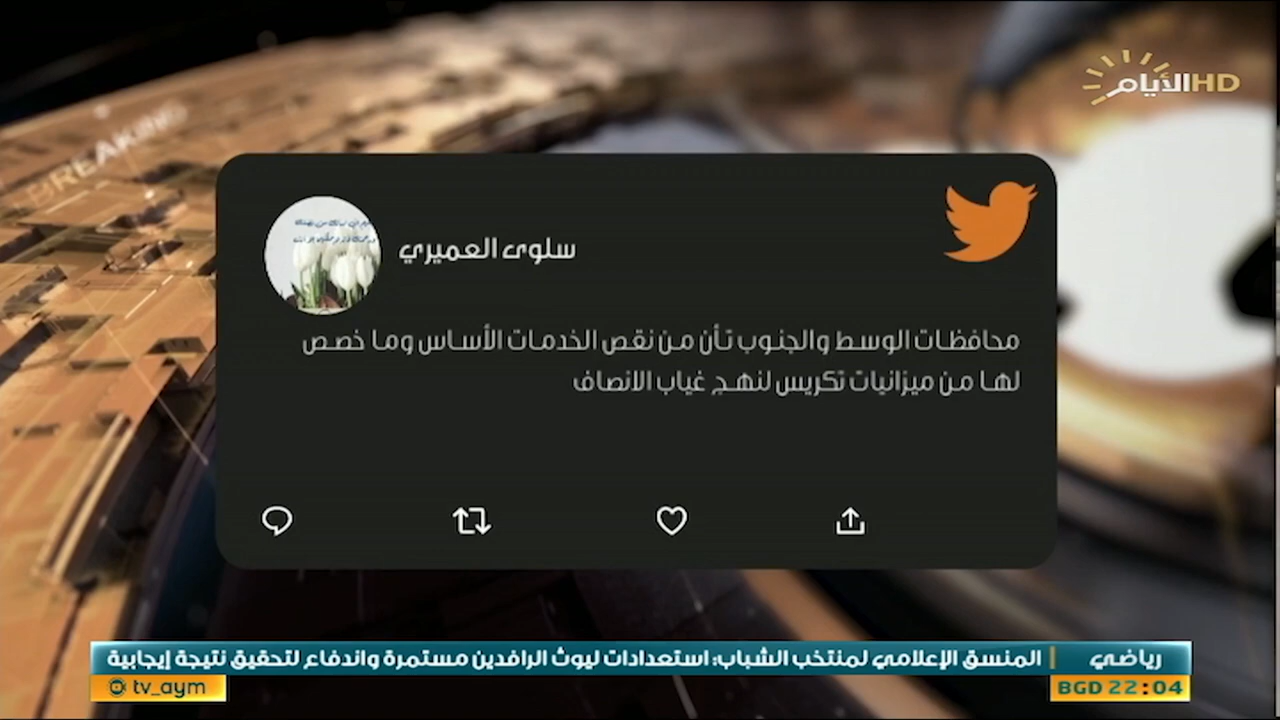 الأيام HD
BREAKING
سلوى العميري
محافظات الوسط والجنوب تأن من نقص الخدمات الأساس وما خصص
لها من ميزانيات تكريس لنهج غياب الانصاف
رياضي | المنسق الإعلامي لمنتخب الشباب: استعدادات ليوث الرافدين مستمرة واندفاع لتحقيق نتيجة إيجابية
tv_aym
BGD 22:04